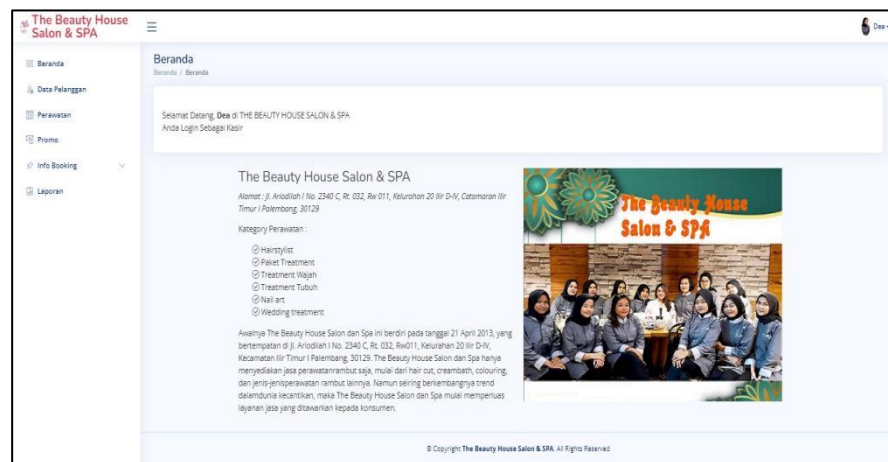 The Beauty House
Salon & SPA
Dea
Beranda
Data Pelanggan
Perawatan
Promo
Info Booking
Laporan
Beranda
Beranda / Beranda
Selamat Datang, Dea di THE BEAUTY HOUSE SALON & SPA
Anda Login Sebagai Kasir
The Beauty House Salon & SPA
Alamat : Jl. Ariodilah I No. 2340 C, Rt. 032, Rw 011, Kelurahan 20 Ilir D-IV, Catamaran Ilir
Timur I Palembang, 30129
Kategory Perawatan :
Hairstylist
Paket Treatment
Treatment Wajah
Treatment Tubuh
Nail art
Wedding treatment
Awalnya The Beauty House Salon dan Spa ini berdiri pada tanggal 21 April 2013, yang
bertempatan di Jl. Ariodilah I No. 2340 C, Rt. 032, Rw011, Kelurahan 20 Ilir D-IV,
Kecamatan Ilir Timur I Palembang, 30129. The Beauty House Salon dan Spa hanya
menyediakan jasa perawatanrambut saja, mulai dari hair cut, creambath, colouring,
dan jenis-jenisperawatan rambut lainnya. Namun seiring berkembangnya trend
dalamdunia kecantikan, maka The Beauty House Salon dan Spa mulai memperluas
layanan jasa yang ditawarkan kepada konsumen.
The Beauty House
Salon & SPA
© Copyright The Beauty House Salon & SPA. All Rights Reserved